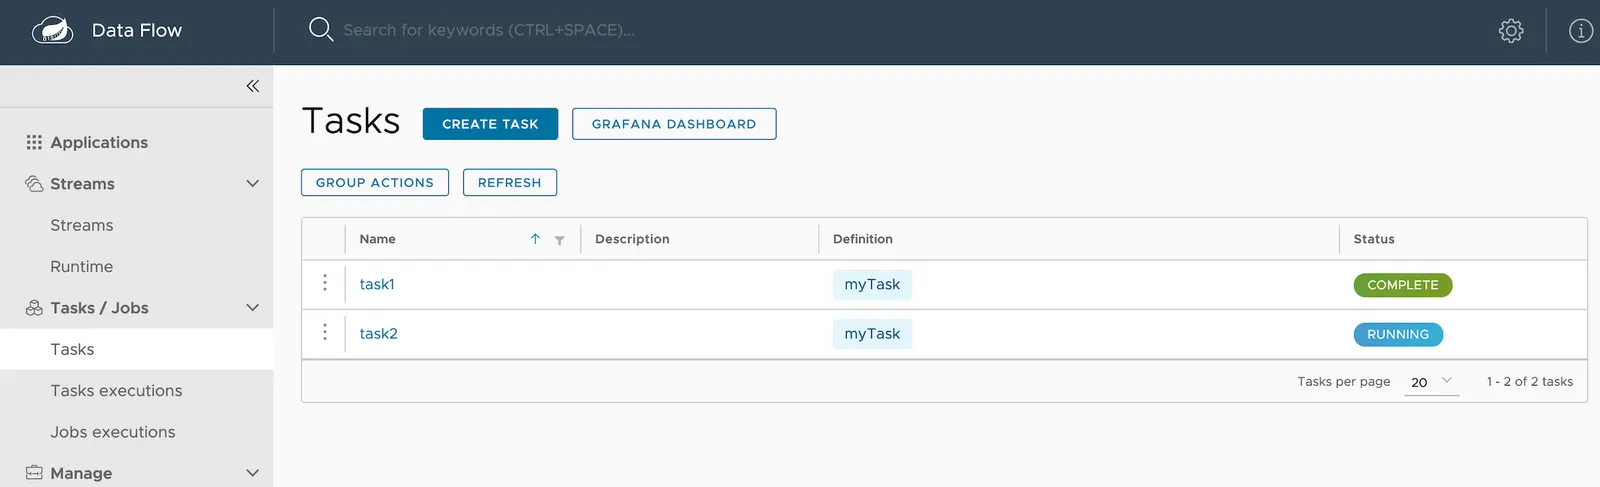 Data Flow
Search for keywords (CTRL+SPACE)...
Applications
Streams
Streams
Runtime
Tasks / Jobs
Tasks
Tasks executions
Jobs executions
Manage
Tasks CREATE TASK GRAFANA DASHBOARD
GROUP ACTIONS REFRESH
Name Description Definition Status
task1 myTask COMPLETE
task2 myTask RUNNING
Tasks per page 20 1 - 2 of 2 tasks